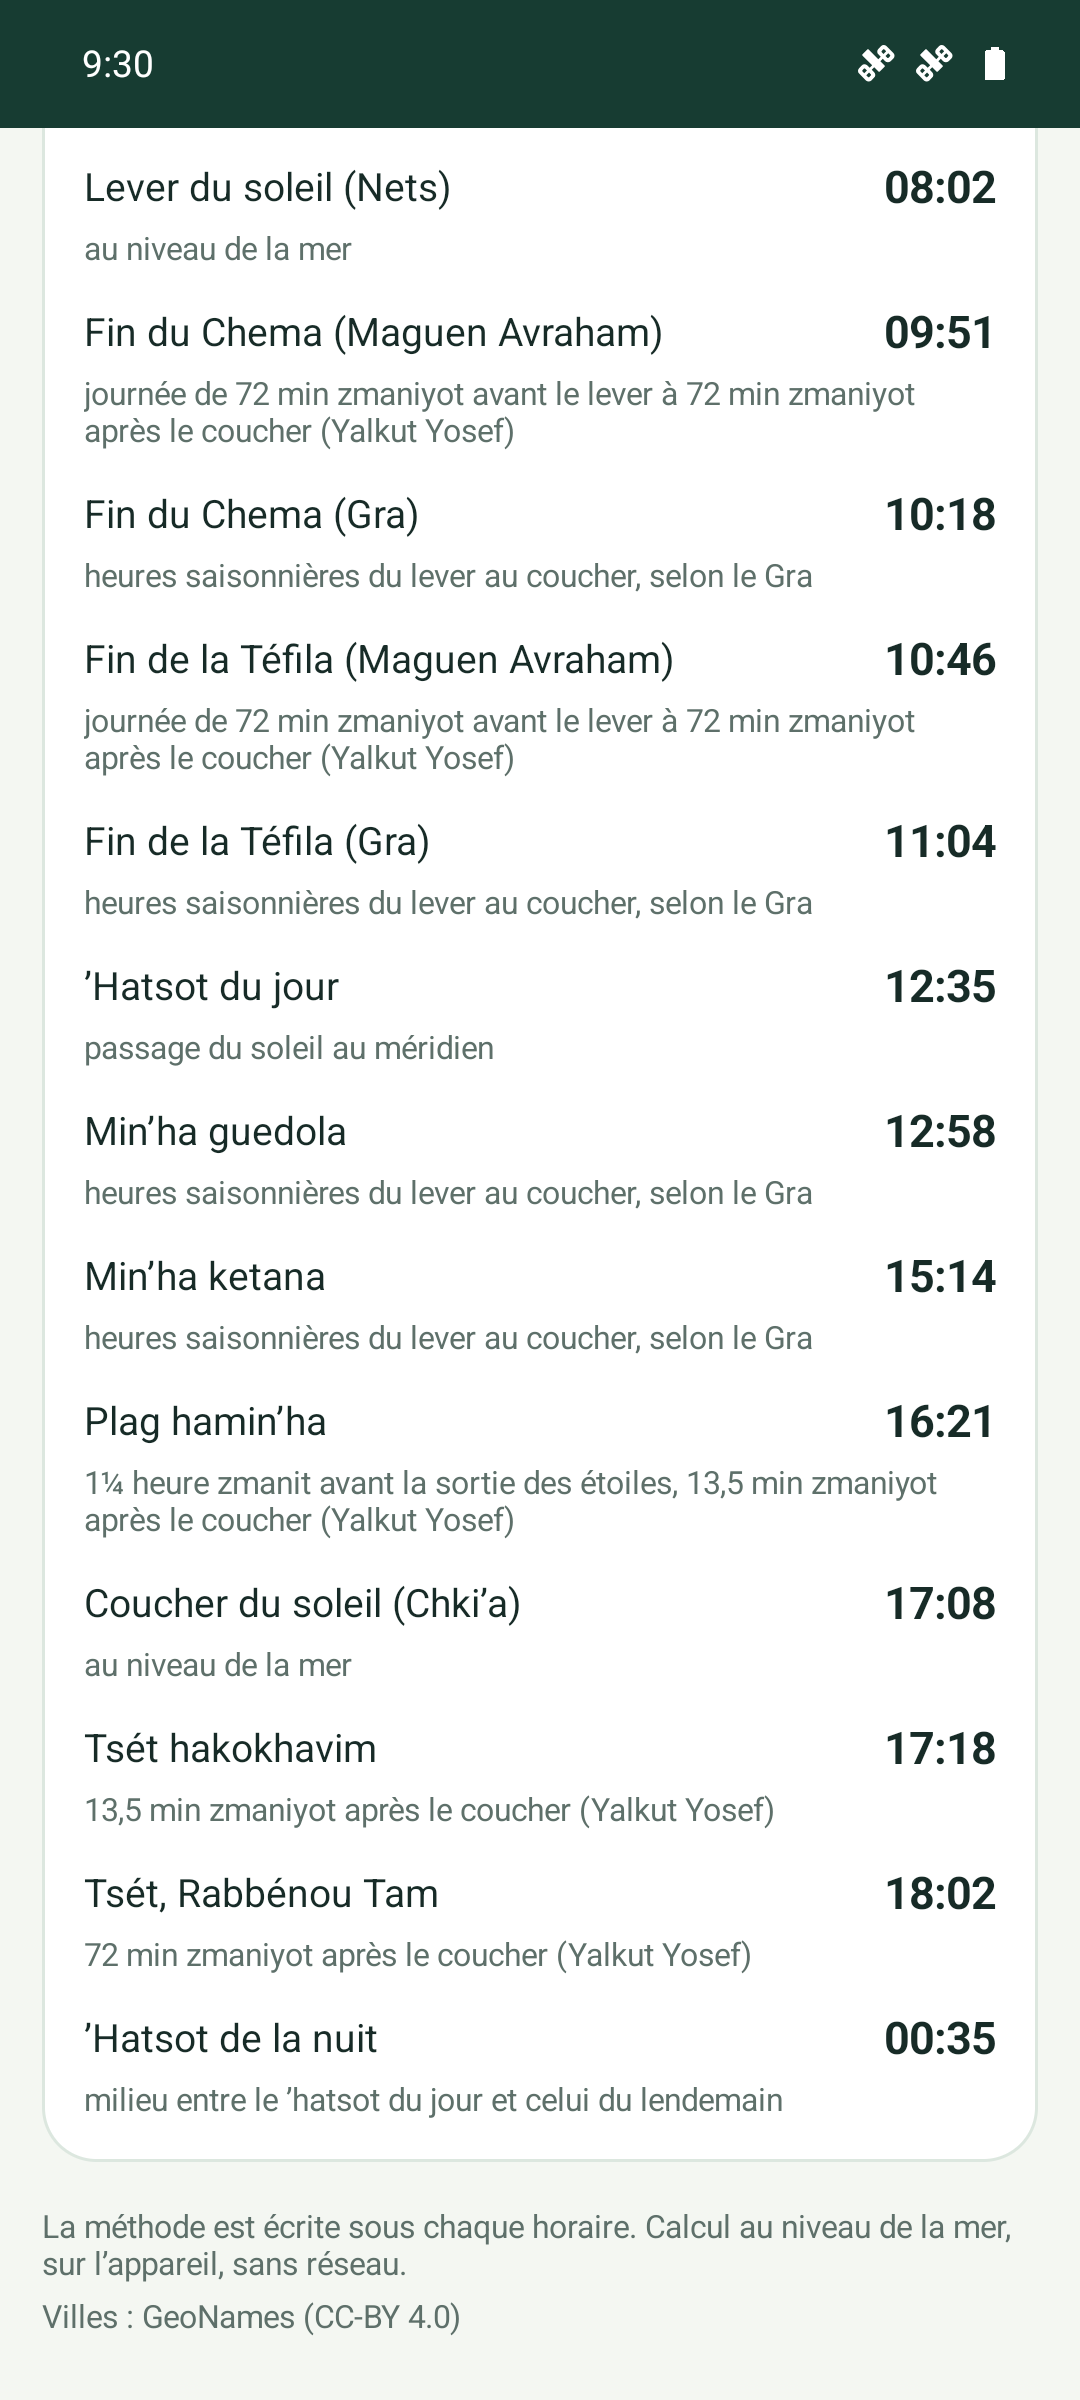 9:30
Lever du soleil (Nets) 08:02
au niveau de la mer
Fin du Chema (Maguen Avraham) 09:51
journée de 72 min zmaniyot avant le lever à 72 min zmaniyot
après le coucher (Yalkut Yosef)
Fin du Chema (Gra) 10:18
heures saisonnières du lever au coucher, selon le Gra
Fin de la Téfila (Maguen Avraham) 10:46
journée de 72 min zmaniyot avant le lever à 72 min zmaniyot
après le coucher (Yalkut Yosef)
Fin de la Téfila (Gra) 11:04
heures saisonnières du lever au coucher, selon le Gra
’Hatsot du jour 12:35
passage du soleil au méridien
Min’ha guedola 12:58
heures saisonnières du lever au coucher, selon le Gra
Min’ha ketana 15:14
heures saisonnières du lever au coucher, selon le Gra
Plag hamin’ha 16:21
1¼ heure zmanit avant la sortie des étoiles, 13,5 min zmaniyot
après le coucher (Yalkut Yosef)
Coucher du soleil (Chki’a) 17:08
au niveau de la mer
Tsét hakokhavim 17:18
13,5 min zmaniyot après le coucher (Yalkut Yosef)
Tsét, Rabbénou Tam 18:02
72 min zmaniyot après le coucher (Yalkut Yosef)
’Hatsot de la nuit 00:35
milieu entre le ’hatsot du jour et celui du lendemain
La méthode est écrite sous chaque horaire. Calcul au niveau de la mer,
sur l’appareil, sans réseau.
Villes : GeoNames (CC-BY 4.0)